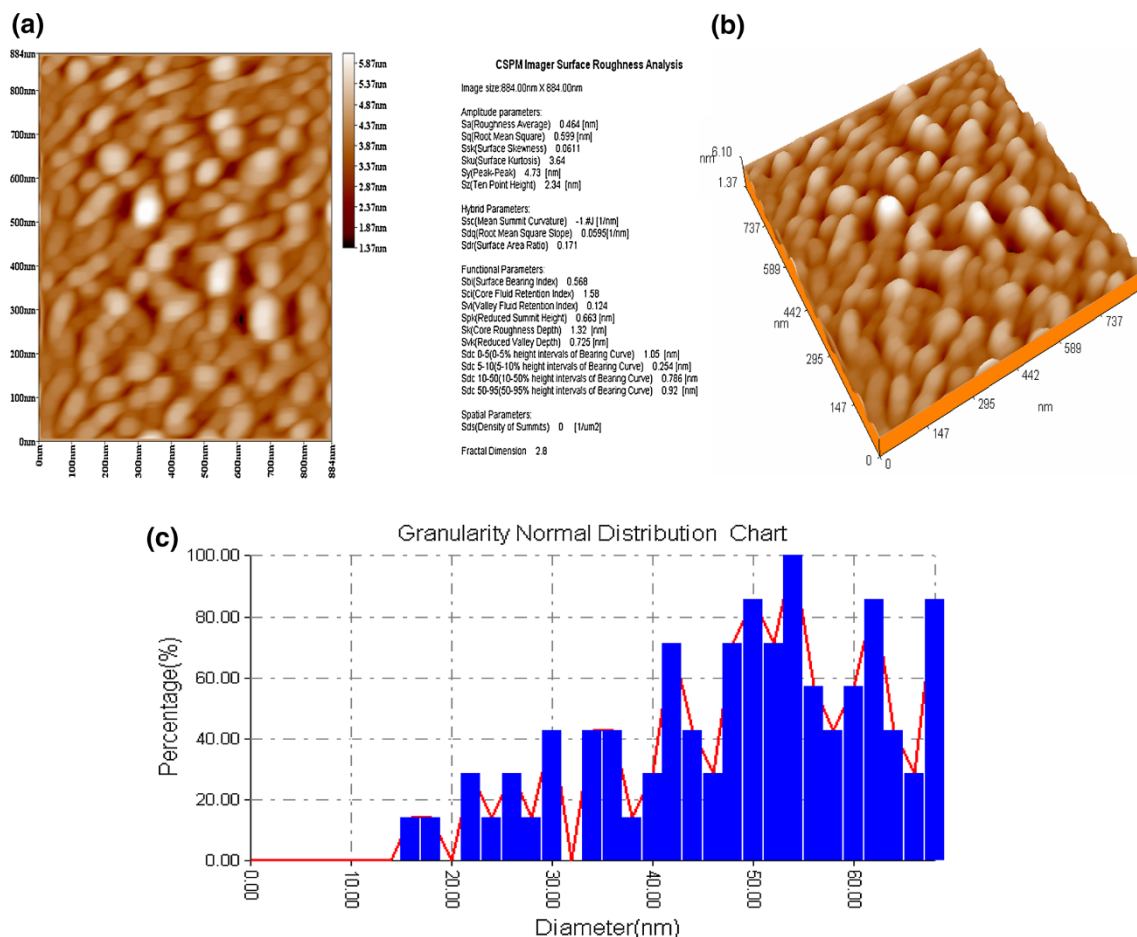 (a)
884nm
800nm
700nm
600nm
500nm
400nm
300nm
200nm
100nm
0nm
0nm
100nm
200nm
300nm
400nm
500nm
600nm
700nm
800nm
884nm
5.87nm
5.37nm
4.87nm
4.37nm
3.87nm
3.37nm
2.87nm
2.37nm
1.87nm
1.37nm
CSPM Imager Surface Roughness Analysis
Image size:884.00nm X 884.00nm
Amplitude parameters:
Sa(Roughness Average) 0.464 [nm]
Sq(Root Mean Square) 0.599 [nm]
Ssk(Surface Skewness) 0.0611
Sku(Surface Kurtosis) 3.64
Sy(Peak-Peak) 4.73 [nm]
Sz(Ten Point Height) 2.34 [nm]
Hybrid Parameters:
Ssc(Mean Summit Curvature) -1.#J [1/nm]
Sdq(Root Mean Square Slope) 0.0595[1/nm]
Sdr(Surface Area Ratio) 0.171
Functional Parameters:
Sbi(Surface Bearing Index) 0.568
Sci(Core Fluid Retention Index) 1.58
Svi(Valley Fluid Retention Index) 0.124
Spk(Reduced Summit Height) 0.663 [nm]
Sk(Core Roughness Depth) 1.32 [nm]
Svk(Reduced Valley Depth) 0.725 [nm]
Sdc 0-5(0-5% height intervals of Bearing Curve) 1.05 [nm]
Sdc 5-10(5-10% height intervals of Bearing Curve) 0.254 [nm]
Sdc 10-50(10-50% height intervals of Bearing Curve) 0.786 [nm
Sdc 50-95(50-95% height intervals of Bearing Curve) 0.92 [nm]
Spatial Parameters:
Sds(Density of Summits) 0 [1/um2]
Fractal Dimension 2.8
(b)
nm
6.10
1.37
737
589
442
nm
295
147
0
0
147
295
nm
442
589
737
(c)
Granularity Normal Distribution Chart
Percentage(%)
100.00
80.00
60.00
40.00
20.00
0.00
0.00
10.00
20.00
30.00
40.00
50.00
60.00
Diameter(nm)